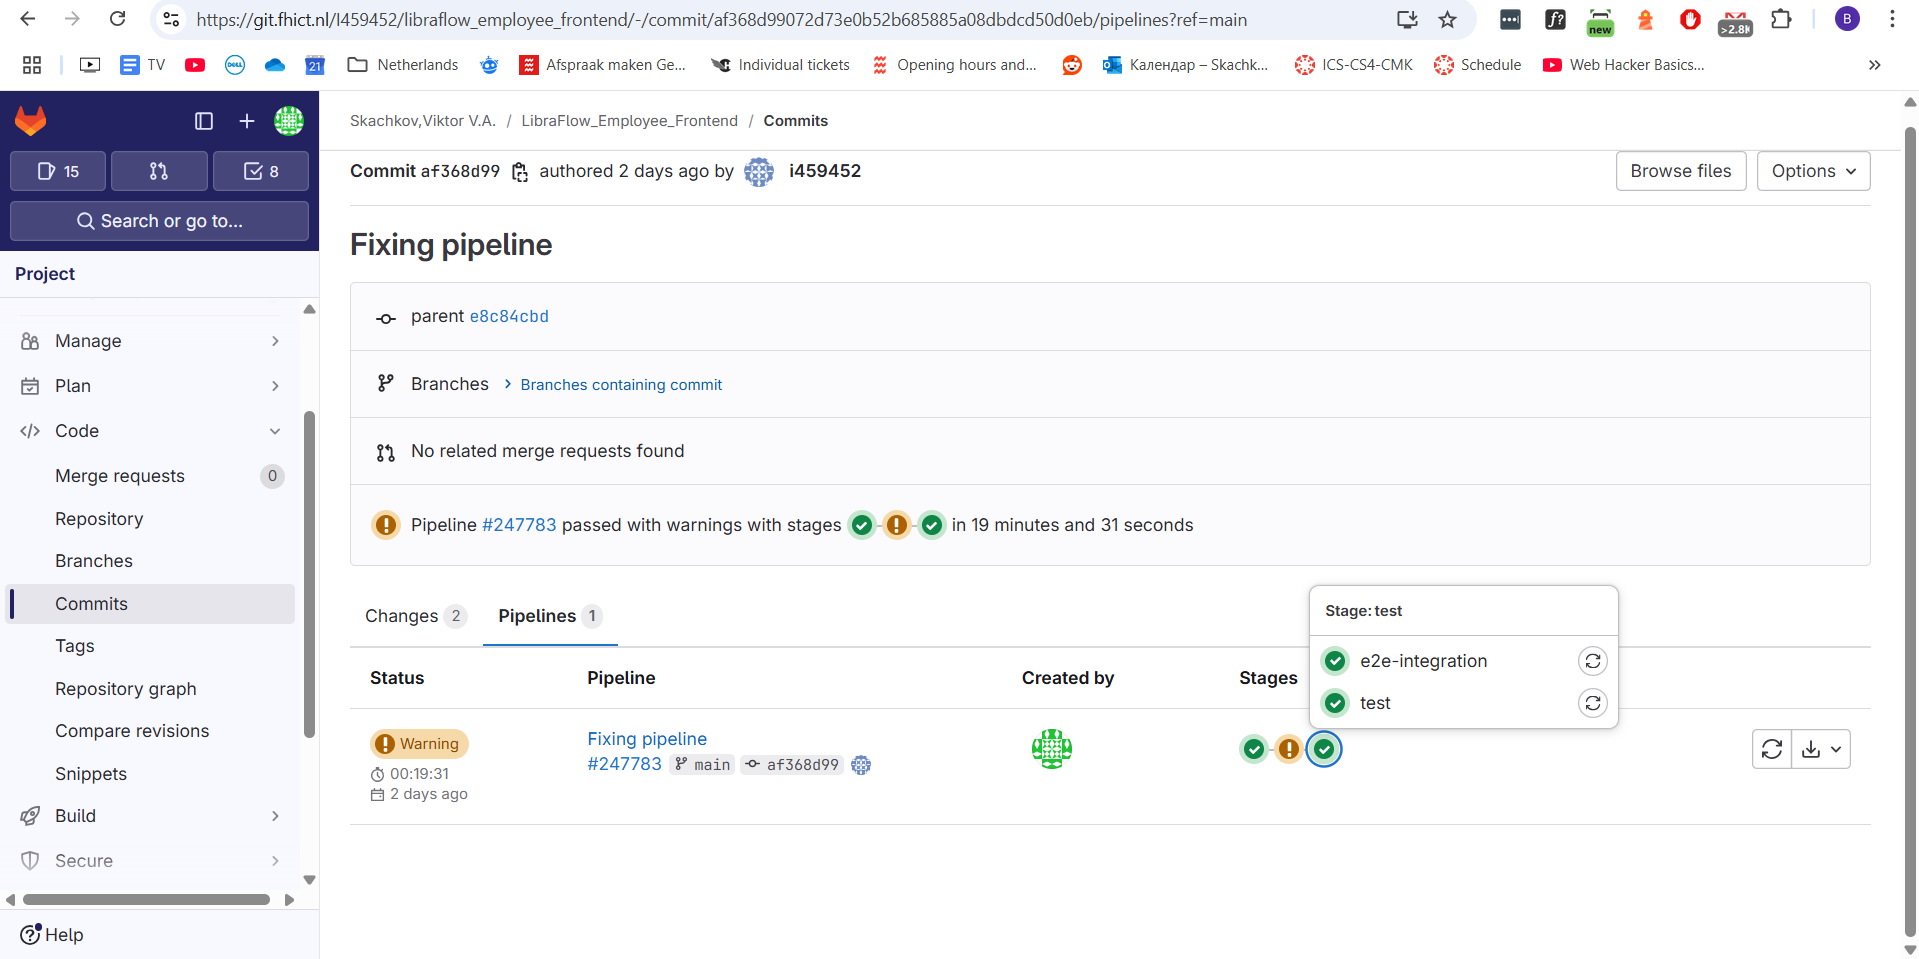 https://git.fhict.nl/I459452/libraflow_employee_frontend/-/commit/af368d99072d73e0b52b685885a08dbdcd50d0eb/pipelines?ref=main
f?
new
>2.8K
B
TV
DELL
21
Netherlands
Afspraak maken Ge...
Individual tickets
Opening hours and...
Календар – Skachk...
ICS-CS4-CMK
Schedule
Web Hacker Basics...
»
Skachkov,Viktor V.A. / LibraFlow_Employee_Frontend / Commits
15
8
Search or go to...
Project
Manage
Plan
Code
Merge requests 0
Repository
Branches
Commits
Tags
Repository graph
Compare revisions
Snippets
Build
Secure
Help
Commit af368d99 authored 2 days ago by i459452
Browse files
Options
Fixing pipeline
parent e8c84cbd
Branches Branches containing commit
No related merge requests found
Pipeline #247783 passed with warnings with stages in 19 minutes and 31 seconds
Changes 2
Pipelines 1
Stage: test
e2e-integration
test
Status Pipeline Created by Stages
Warning
00:19:31
2 days ago
Fixing pipeline
#247783 main af368d99